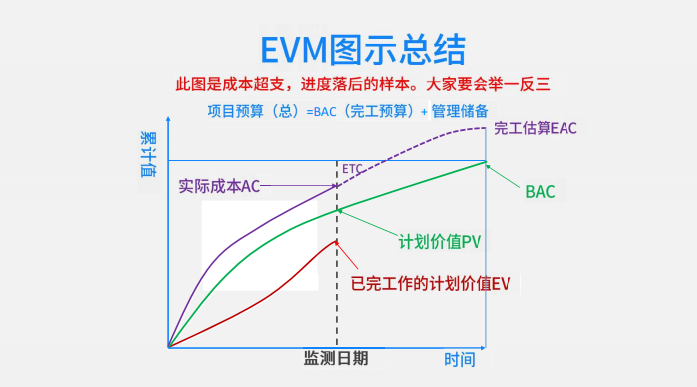 EVM图示总结
此图是成本超支，进度落后的样本。大家要会举一反三
项目预算（总）=BAC（完工预算）+ 管理储备
完工估算EAC
累计值
ETC
实际成本AC
BAC
计划价值PV
已完工作的计划价值EV
监测日期
时间